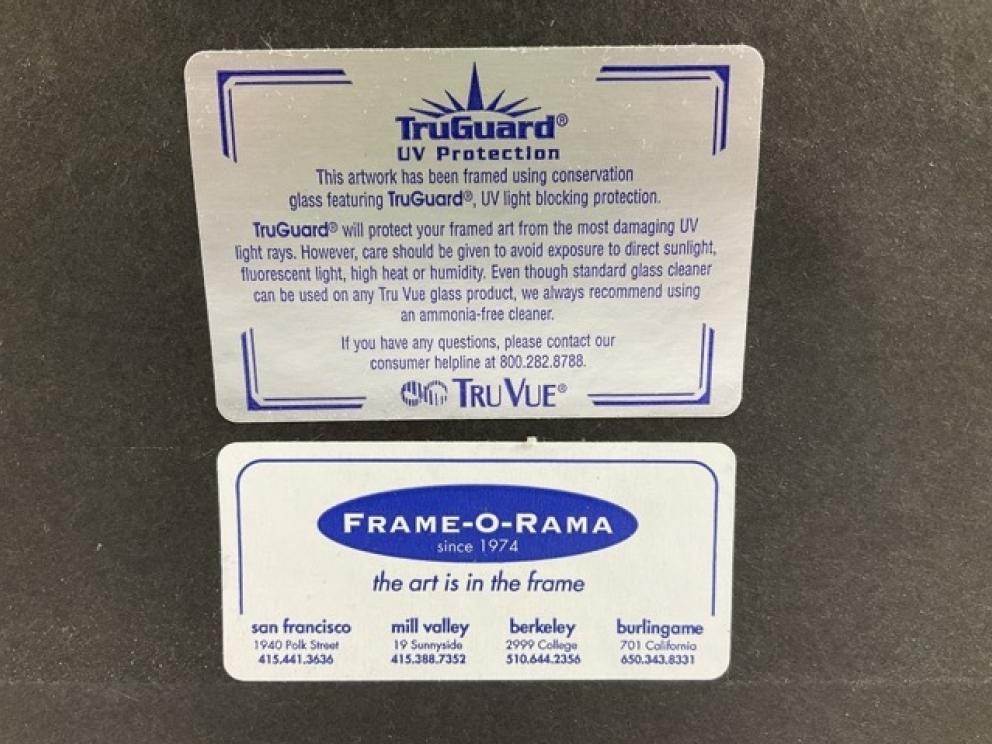 TruGuard®
UV Protection
This artwork has been framed using conservation
glass featuring TruGuard®, UV light blocking protection.
TruGuard® will protect your framed art from the most damaging UV
light rays. However, care should be given to avoid exposure to direct sunlight,
fluorescent light, high heat or humidity. Even though standard glass cleaner
can be used on any Tru Vue glass product, we always recommend using
an ammonia-free cleaner.
If you have any questions, please contact our
consumer helpline at 800.282.8788.
TRU VUE®
FRAME-O-RAMA
since 1974
the art is in the frame
san francisco mill valley berkeley burlingame
1940 Polk Street 19 Sunnyside 2999 College 701 California
415.441.3636 415.388.7352 510.644.2356 650.343.8331